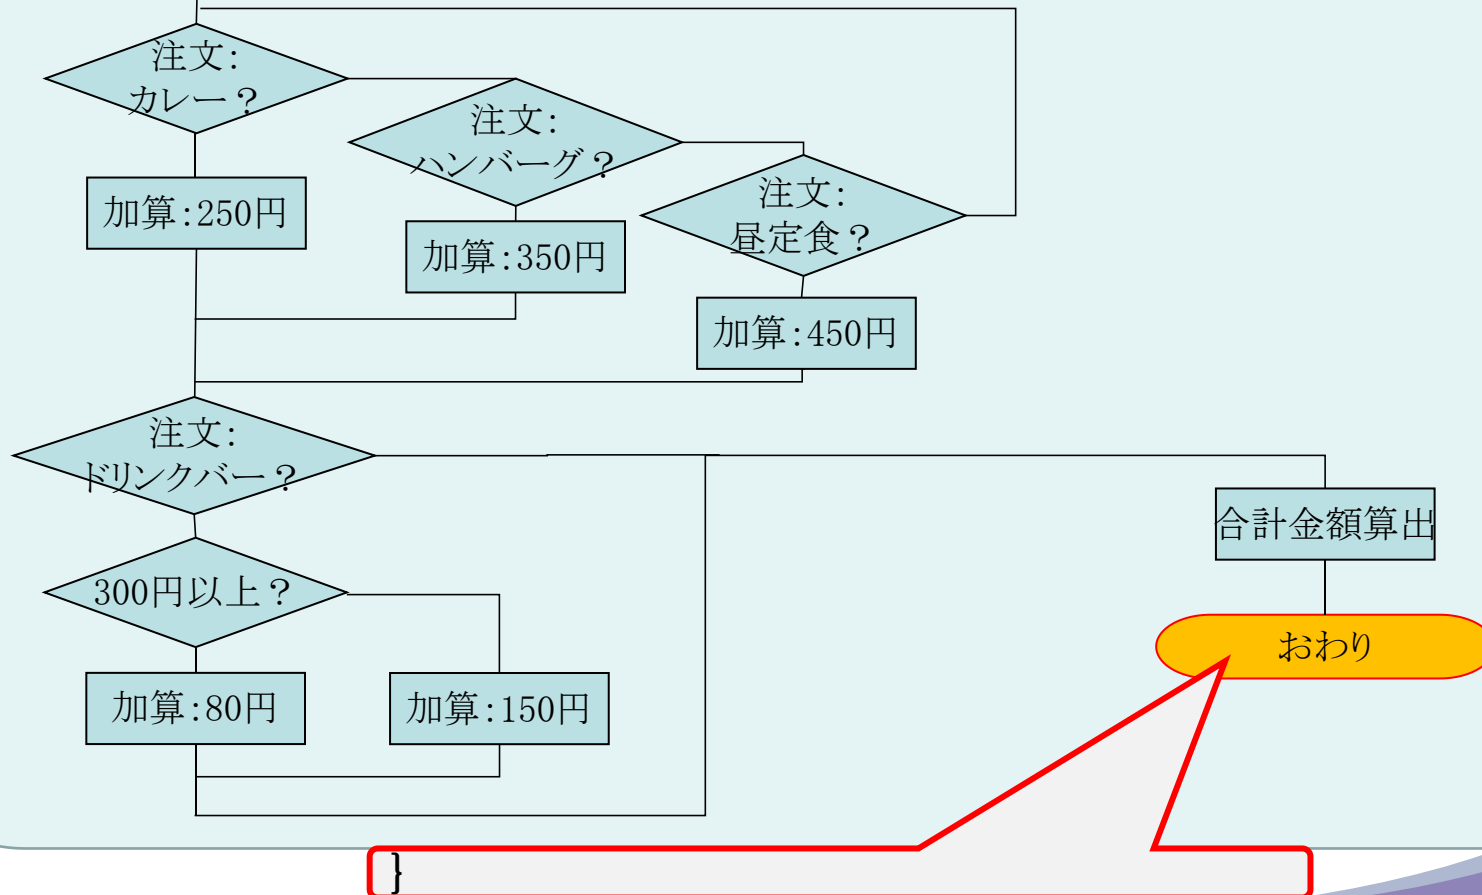 注文:
カレー？
注文:
ハンバーグ？
注文:
昼定食？
加算:250円
加算:350円
加算:450円
注文:
ドリンクバー？
合計金額算出
300円以上？
おわり
加算:80円
加算:150円
}